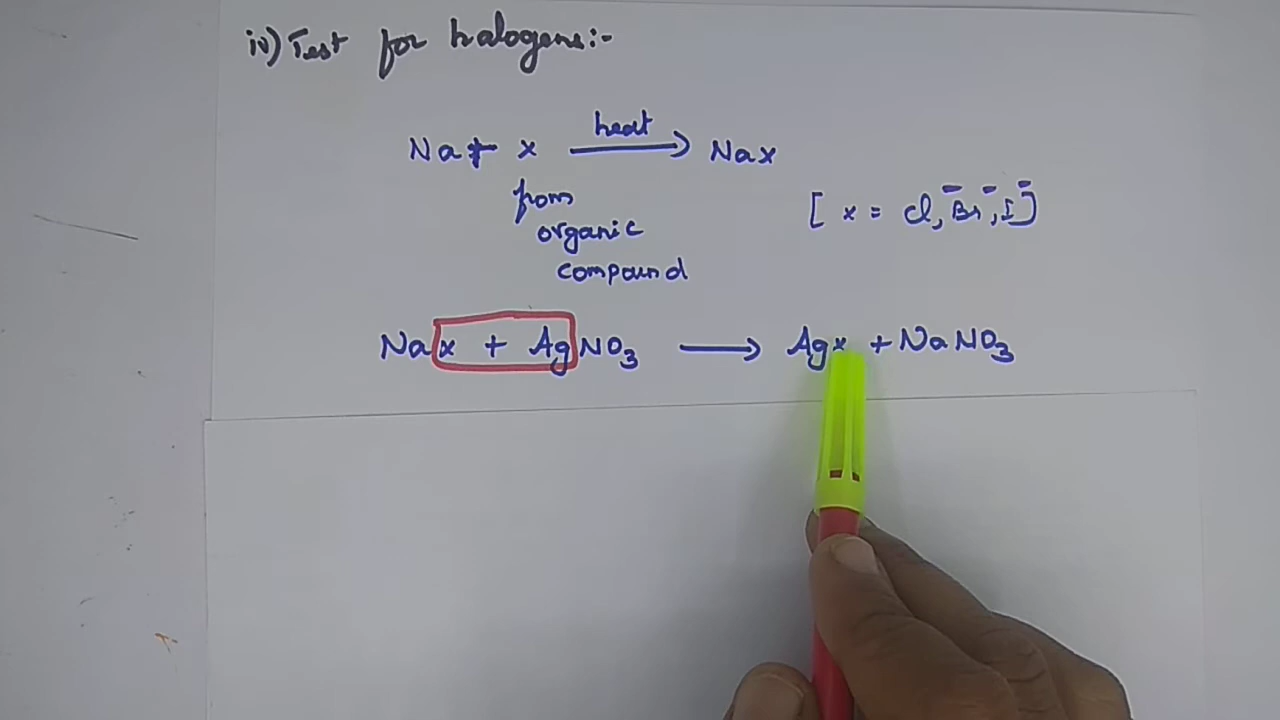 iv) Test for halogens:-
Na + x heat → Nax
from
organic
compound
[ x = Cl⁻, Br⁻, I⁻ ]
Nax + AgNO₃ → Agx + NaNO₃